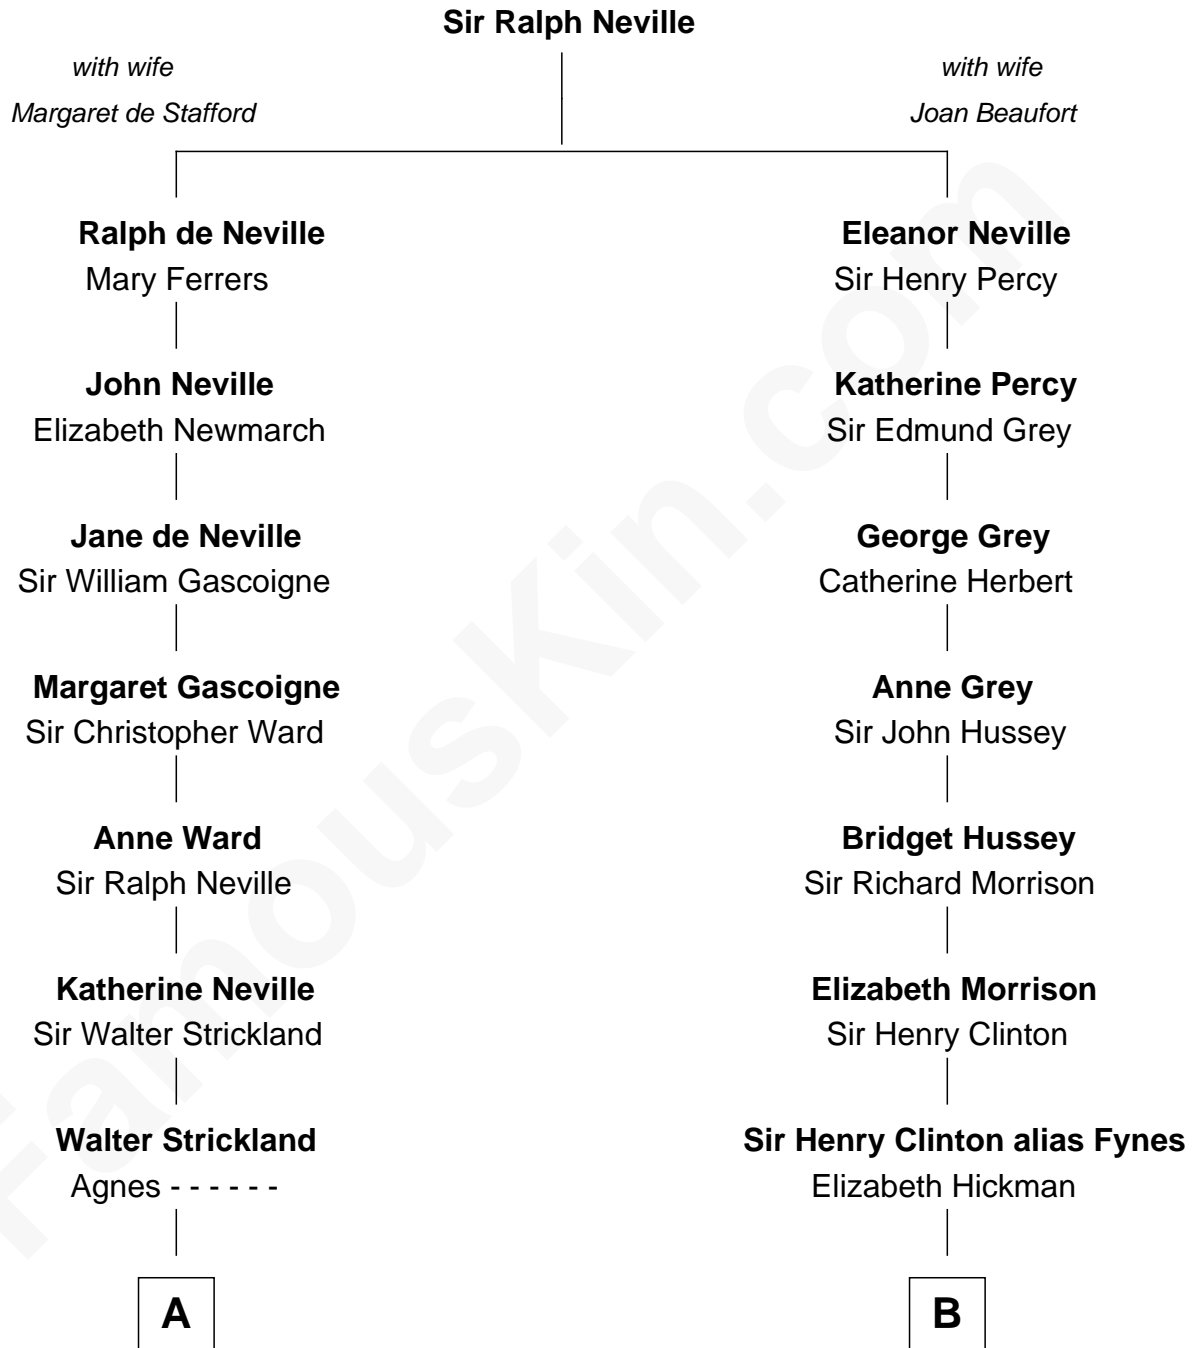 Sir Ralph Neville
with wife
Margaret de Stafford
with wife
Joan Beaufort
Ralph de Neville
Mary Ferrers
Eleanor Neville
Sir Henry Percy
John Neville
Elizabeth Newmarch
Katherine Percy
Sir Edmund Grey
Jane de Neville
Sir William Gascoigne
George Grey
Catherine Herbert
Margaret Gascoigne
Sir Christopher Ward
Anne Grey
Sir John Hussey
Anne Ward
Sir Ralph Neville
Bridget Hussey
Sir Richard Morrison
Katherine Neville
Sir Walter Strickland
Elizabeth Morrison
Sir Henry Clinton
Walter Strickland
Agnes - - - - - -
Sir Henry Clinton alias Fynes
Elizabeth Hickman
A
B
FamousKin.com